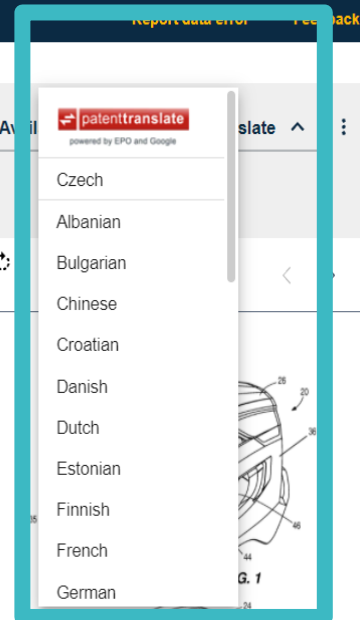 Report data error Feedback
Avail slate
patenttranslate
powered by EPO and Google
Czech
Albanian
Bulgarian
Chinese
Croatian
Danish
Dutch
Estonian
Finnish
French
German
26
20
36
46
44
G. 1
24